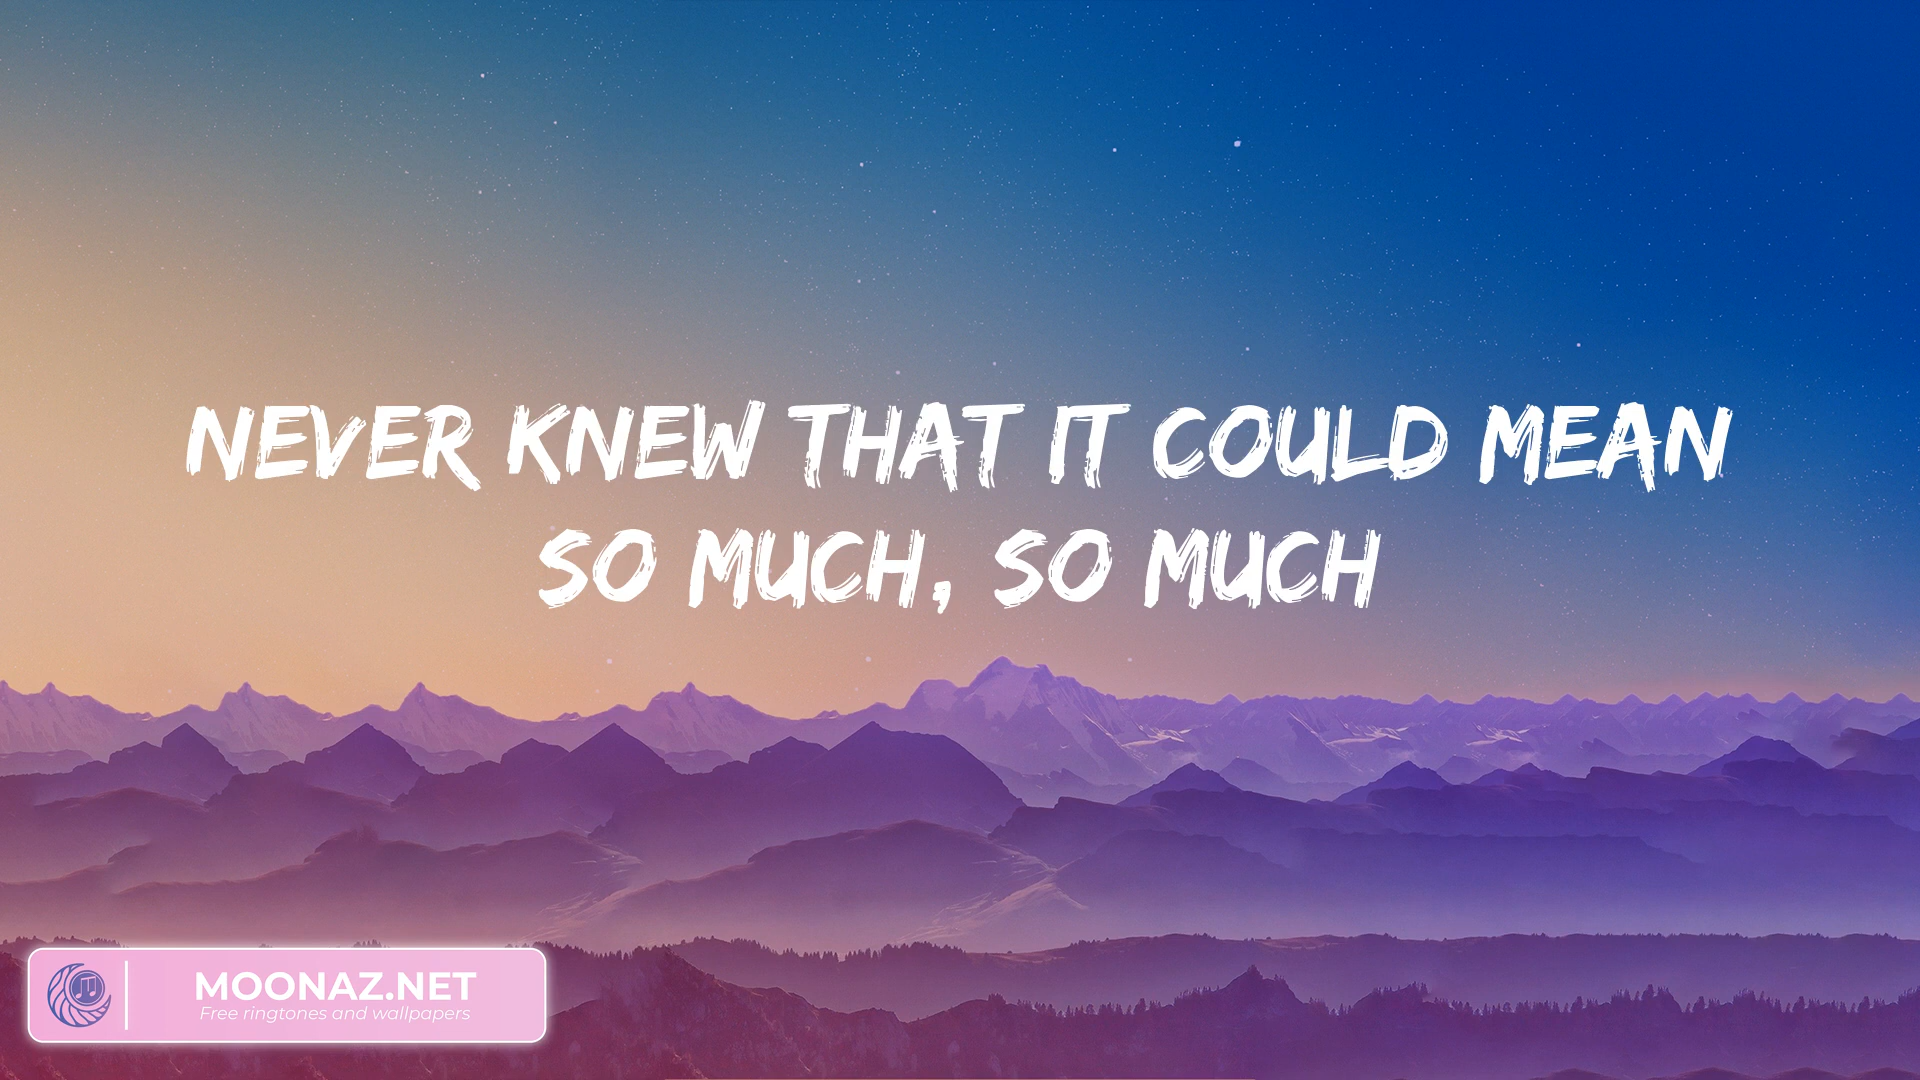 NEVER KNEW THAT IT COULD MEAN
SO MUCH, SO MUCH
MOONAZ.NET
Free ringtones and wallpapers